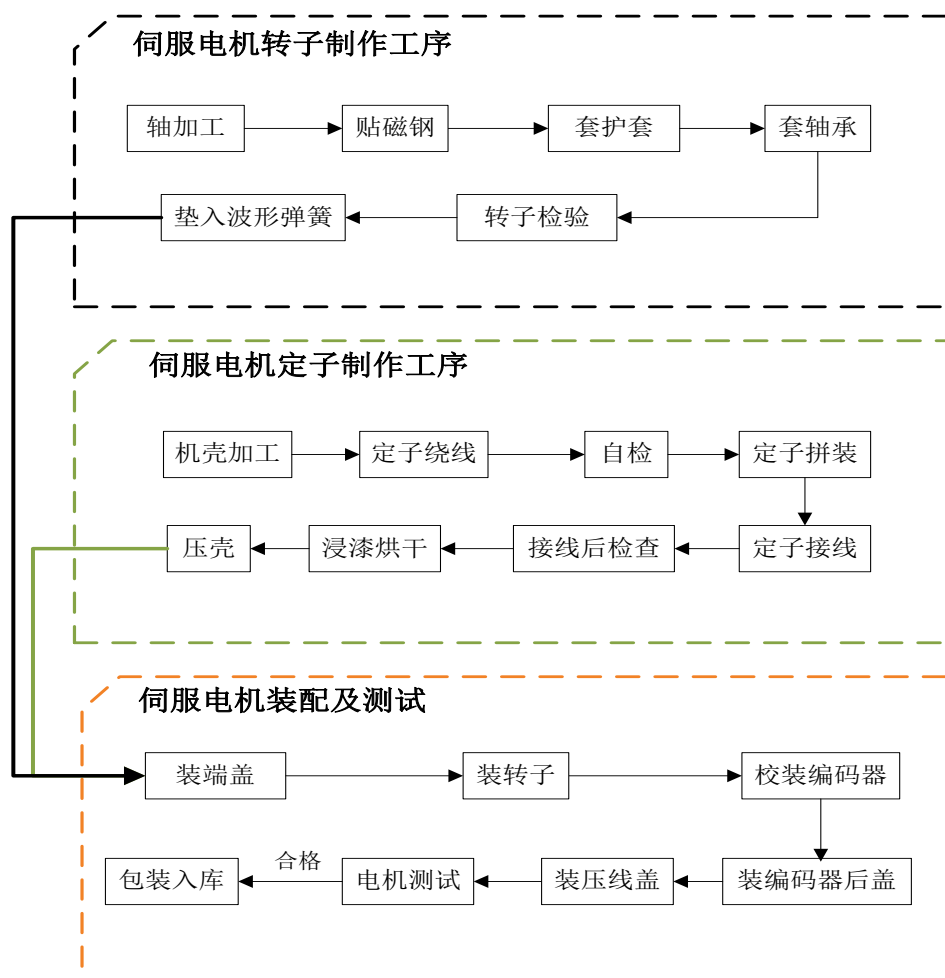 伺服电机转子制作工序
轴加工
贴磁钢
套护套
套轴承
转子检验
垫入波形弹簧
伺服电机定子制作工序
机壳加工
定子绕线
自检
定子拼装
定子接线
接线后检查
浸漆烘干
压壳
伺服电机装配及测试
装端盖
装转子
校装编码器
装编码器后盖
装压线盖
电机测试
合格
包装入库